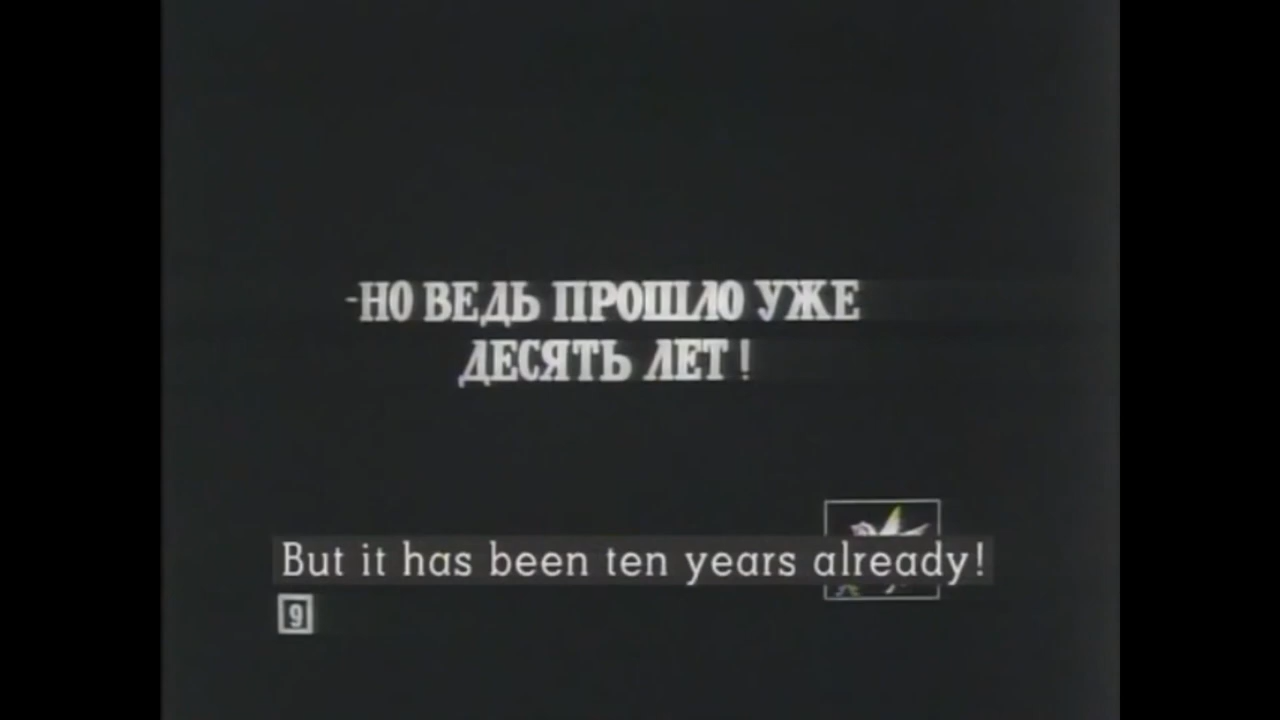 -НО ВЕДЬ ПРОШЛО УЖЕ
ДЕСЯТЬ ЛЕТ!
But it has been ten years already!
9